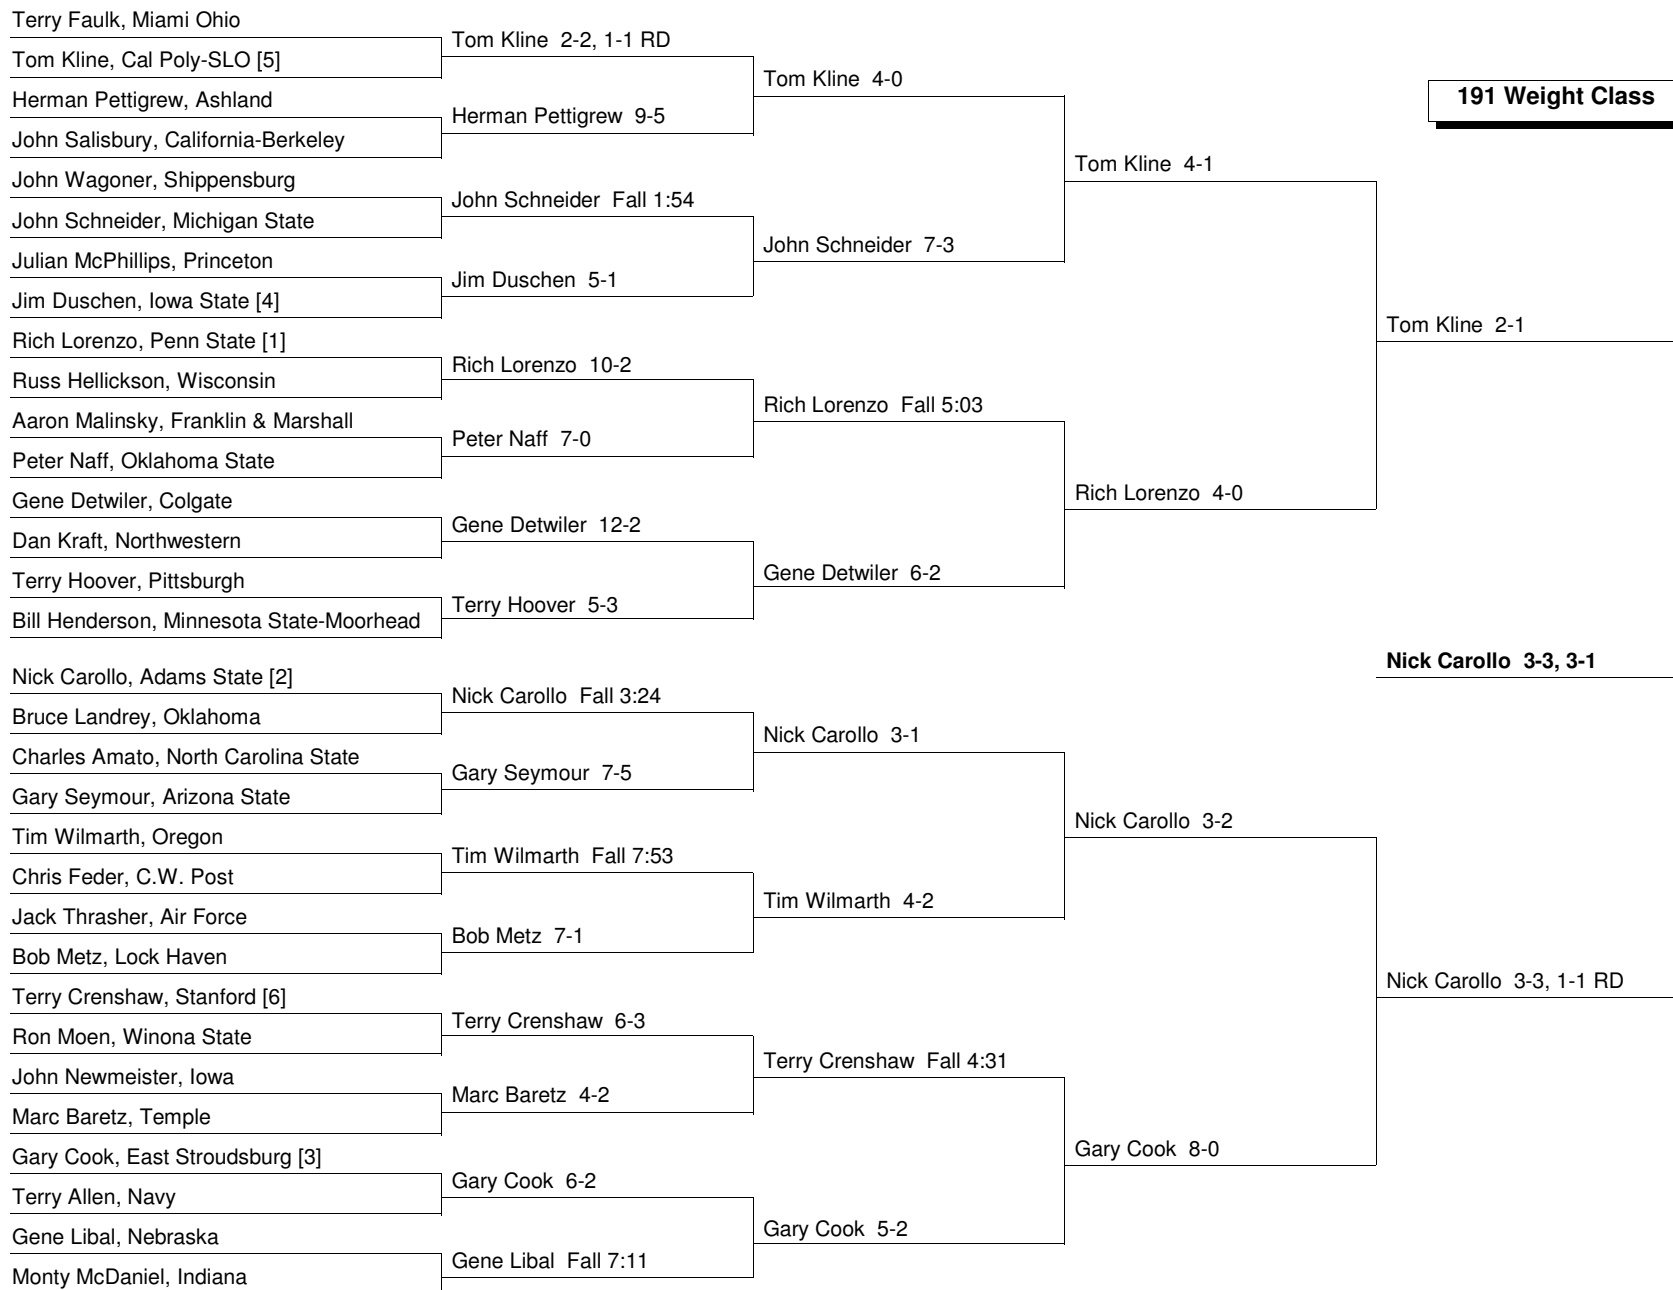 Terry Faulk, Miami Ohio
Tom Kline, Cal Poly-SLO [5]
Herman Pettigrew, Ashland
John Salisbury, California-Berkeley
John Wagoner, Shippensburg
John Schneider, Michigan State
Julian McPhillips, Princeton
Jim Duschen, Iowa State [4]
Rich Lorenzo, Penn State [1]
Russ Hellickson, Wisconsin
Aaron Malinsky, Franklin & Marshall
Peter Naff, Oklahoma State
Gene Detwiler, Colgate
Dan Kraft, Northwestern
Terry Hoover, Pittsburgh
Bill Henderson, Minnesota State-Moorhead
Nick Carollo, Adams State [2]
Bruce Landrey, Oklahoma
Charles Amato, North Carolina State
Gary Seymour, Arizona State
Tim Wilmarth, Oregon
Chris Feder, C.W. Post
Jack Thrasher, Air Force
Bob Metz, Lock Haven
Terry Crenshaw, Stanford [6]
Ron Moen, Winona State
John Newmeister, Iowa
Marc Baretz, Temple
Gary Cook, East Stroudsburg [3]
Terry Allen, Navy
Gene Libal, Nebraska
Monty McDaniel, Indiana
Tom Kline 2-2, 1-1 RD
Herman Pettigrew 9-5
John Schneider Fall 1:54
Jim Duschen 5-1
Rich Lorenzo 10-2
Peter Naff 7-0
Gene Detwiler 12-2
Terry Hoover 5-3
Nick Carollo Fall 3:24
Gary Seymour 7-5
Tim Wilmarth Fall 7:53
Bob Metz 7-1
Terry Crenshaw 6-3
Marc Baretz 4-2
Gary Cook 6-2
Gene Libal Fall 7:11
Tom Kline 4-0
John Schneider 7-3
Rich Lorenzo Fall 5:03
Gene Detwiler 6-2
Nick Carollo 3-1
Tim Wilmarth 4-2
Terry Crenshaw Fall 4:31
Gary Cook 5-2
Tom Kline 4-1
Rich Lorenzo 4-0
Nick Carollo 3-2
Gary Cook 8-0
191 Weight Class
Tom Kline 2-1
Nick Carollo 3-3, 3-1
Nick Carollo 3-3, 1-1 RD